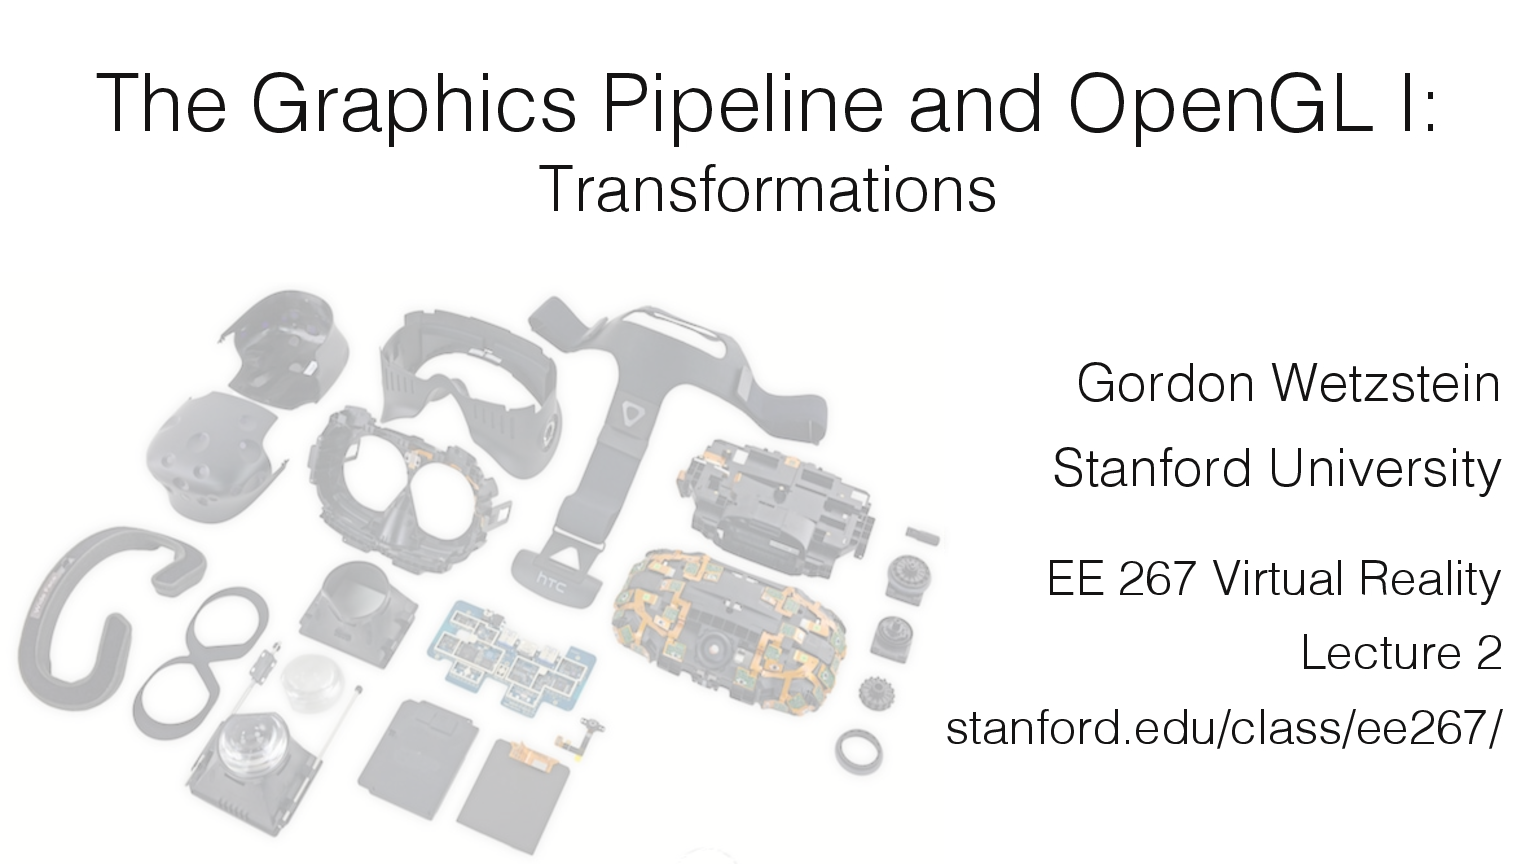 The Graphics Pipeline and OpenGL I:
Transformations
Gordon Wetzstein
Stanford University
EE 267 Virtual Reality
Lecture 2
stanford.edu/class/ee267/
hTC